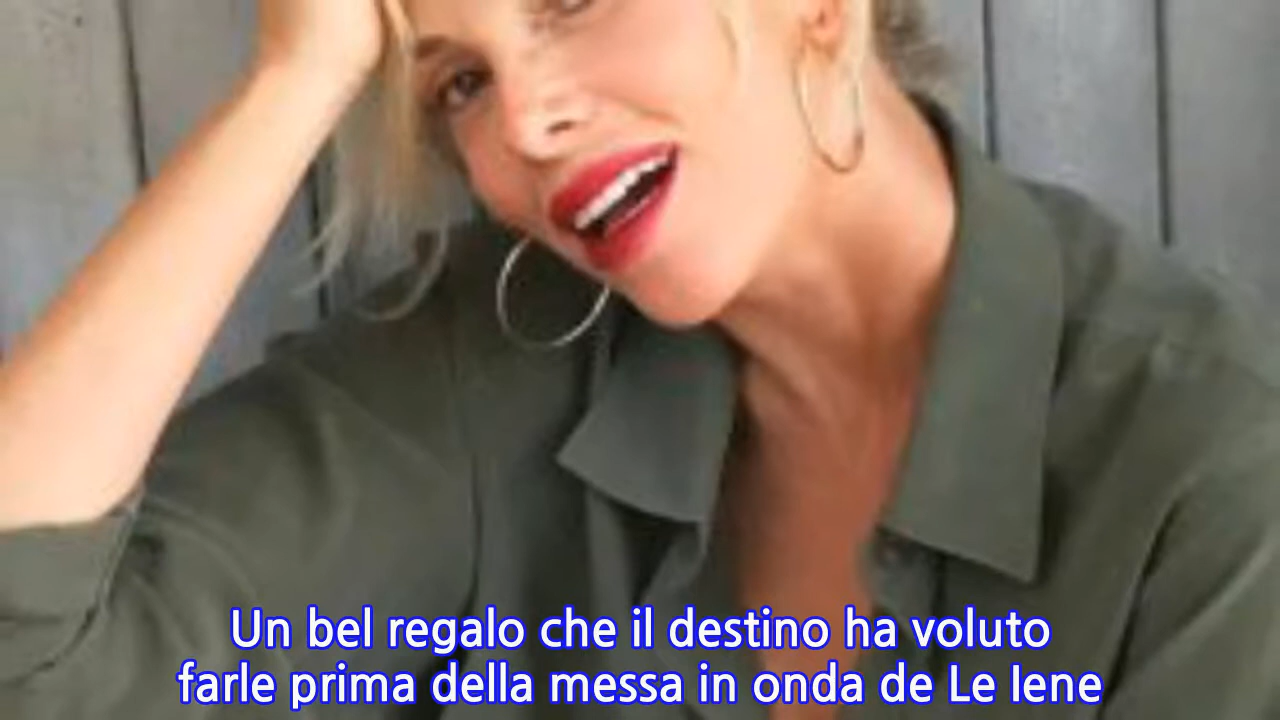 Un bel regalo che il destino ha voluto
farle prima della messa in onda de Le Iene